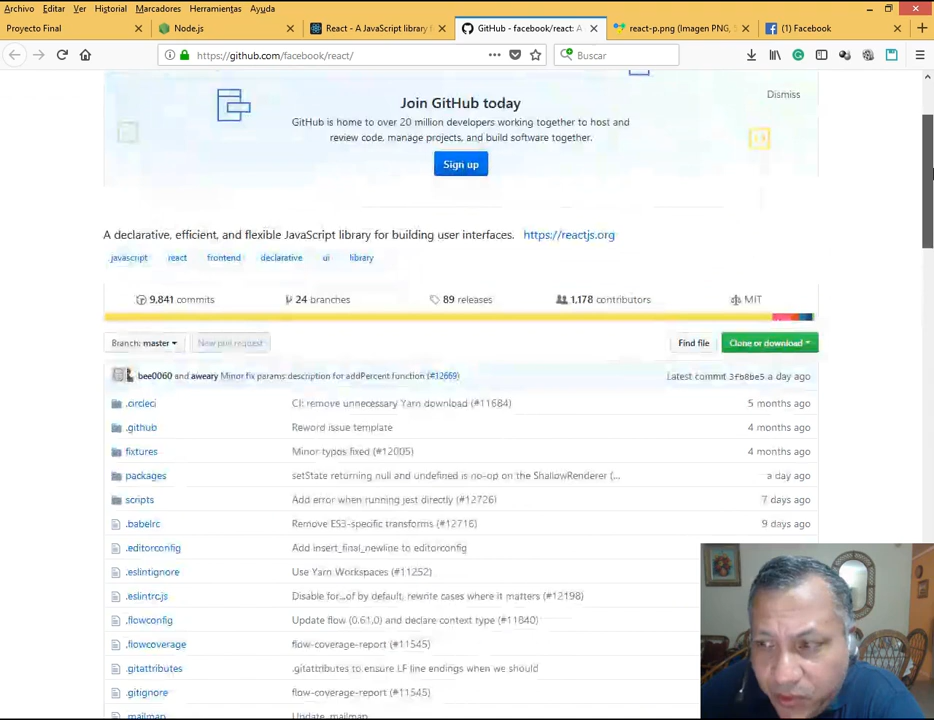 Archivo Editar Ver Historial Marcadores Herramientas Ayuda
Proyecto Final
Node.js
React - A JavaScript library f
GitHub - facebook/react: A
react-p.png (Imagen PNG,
Facebook
https://github.com/facebook/react/
Buscar
Join GitHub today
Dismiss
GitHub is home to over 20 million developers working together to host and
review code, manage projects, and build software together.
Sign up
A declarative, efficient, and flexible JavaScript library for building user interfaces. https://reactjs.org
javascript react frontend declarative ui library
9,841 commits 24 branches 89 releases 1,178 contributors MIT
Branch: master New pull request Find file Clone or download
bee0060 and aweary Minor fix params description for addPercent function (#12669) Latest commit 3fb8be5 a day ago
.circleci CI: remove unnecessary Yarn download (#11684) 5 months ago
.github Reword issue template 4 months ago
fixtures Minor typos fixed (#12005) 4 months ago
packages setState returning null and undefined is no-op on the ShallowRenderer (... a day ago
scripts Add error when running jest directly (#12726) 7 days ago
.babelrc Remove ES3-specific transforms (#12716) 9 days ago
.editorconfig Add insert_final_newline to editorconfig
.eslintignore Use Yarn Workspaces (#11252)
.eslintrc.js Disable for...of by default, rewrite cases where it matters (#12198)
.flowconfig Update flow (0.61.0) and declare context type (#11840)
.flowcoverage flow-coverage-report (#11545)
.gitattributes .gitattributes to ensure LF line endings when we should
.gitignore flow-coverage-report (#11545)
.mailmap Update .mailmap